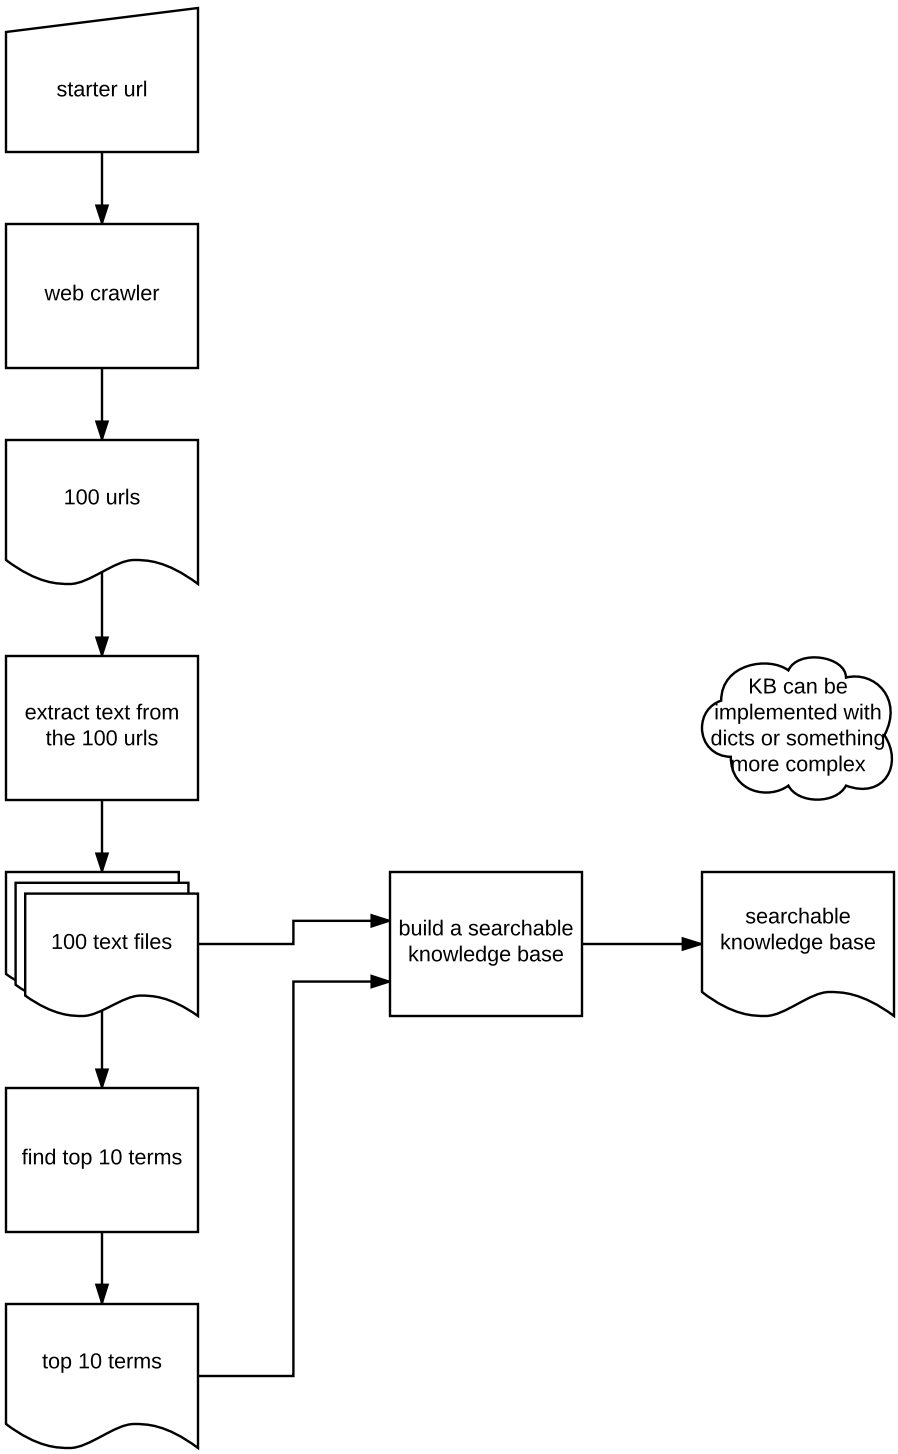 starter url
web crawler
100 urls
extract text from
the 100 urls
KB can be
implemented with
dicts or something
more complex
100 text files
build a searchable
knowledge base
searchable
knowledge base
find top 10 terms
top 10 terms